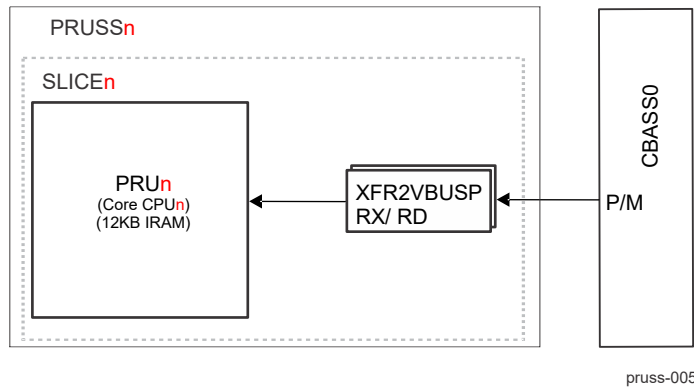 PRUSSn
SLICEn
PRUn
(Core CPUn)
(12KB IRAM)
XFR2VBUSP
RX/ RD
CBASS0
P/M
pruss-005